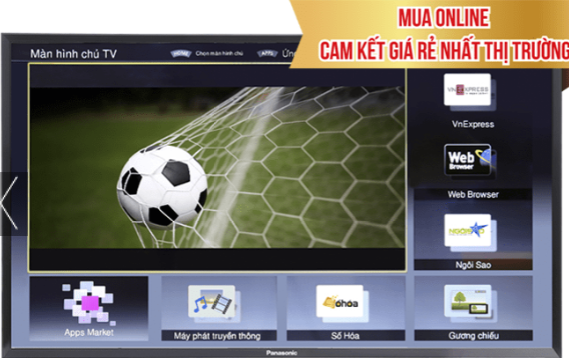 MUA ONLINE
CAM KẾT GIÁ RẺ NHẤT THỊ TRƯỜNG
Màn hình chủ TV
HOME Chọn màn hình chủ APPS
VNEXPRESS
VnExpress
Web
Browser
Web Browser
NGÔI SAO
Ngôi Sao
Apps Market
Máy phát truyền thông
sốhóa
Số Hóa
Gương chiếu
Panasonic